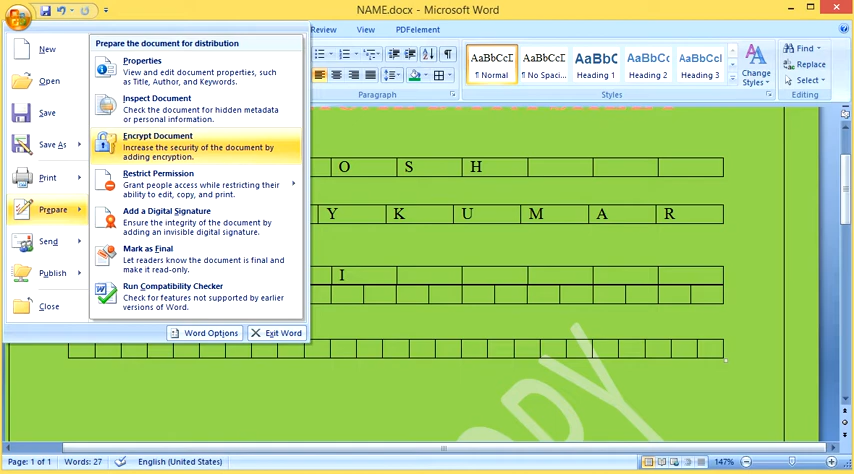 NAME.docx - Microsoft Word
Review View PDFelement
New
Open
Save
Save As
Print
Prepare
Send
Publish
Close
Prepare the document for distribution
Properties
View and edit document properties, such
as Title, Author, and Keywords.
Inspect Document
Check the document for hidden metadata
or personal information.
Encrypt Document
Increase the security of the document by
adding encryption.
Restrict Permission
Grant people access while restricting their
ability to edit, copy, and print.
Add a Digital Signature
Ensure the integrity of the document by
adding an invisible digital signature.
Mark as Final
Let readers know the document is final and
make it read-only.
Run Compatibility Checker
Check for features not supported by earlier
versions of Word.
Word Options Exit Word
AaBbCcD AaBbCcD AaBbC AaBbCc AaBbCcI
¶ Normal ¶ No Spaci... Heading 1 Heading 2 Heading 3
Change
Styles
Find
Replace
Select
Paragraph Styles Editing
O S H
Y K U M A R
I
Page: 1 of 1 Words: 27 English (United States) 147%